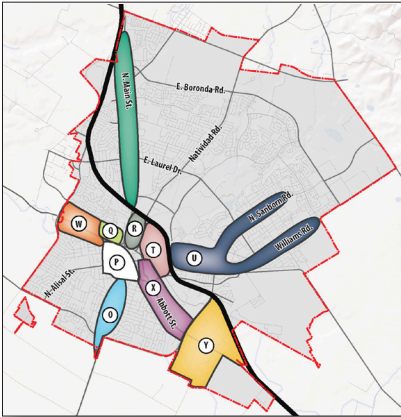 N. Main St.
E. Boronda Rd.
Natividad Rd.
E. Laurel Dr.
N. Sanborn Rd.
Williams Rd.
W
Q
R
T
U
P
N. Alisal St.
X
Abbott St.
O
Y